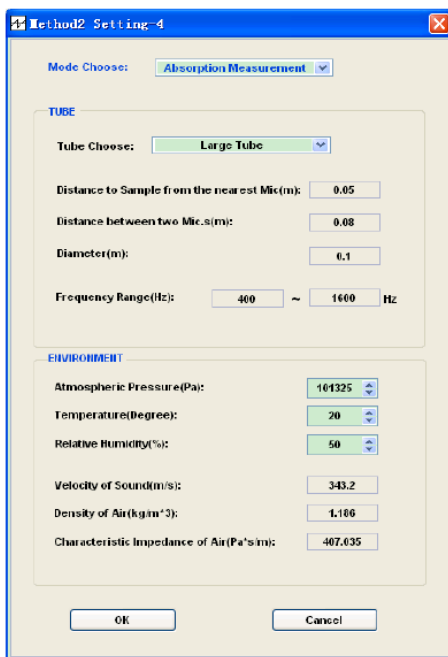 Method2 Setting-4
Mode Choose: Absorption Measurement
TUBE
Tube Choose: Large Tube
Distance to Sample from the nearest Mic(m): 0.05
Distance between two Mic.s(m): 0.08
Diameter(m): 0.1
Frequency Range(Hz): 400 ~ 1600 Hz
ENVIRONMENT
Atmospheric Pressure(Pa): 101325
Temperature(Degree): 20
Relative Humidity(%): 50
Velocity of Sound(m/s): 343.2
Density of Air(kg/m^3): 1.186
Characteristic Impedance of Air(Pa*s/m): 407.035
OK Cancel